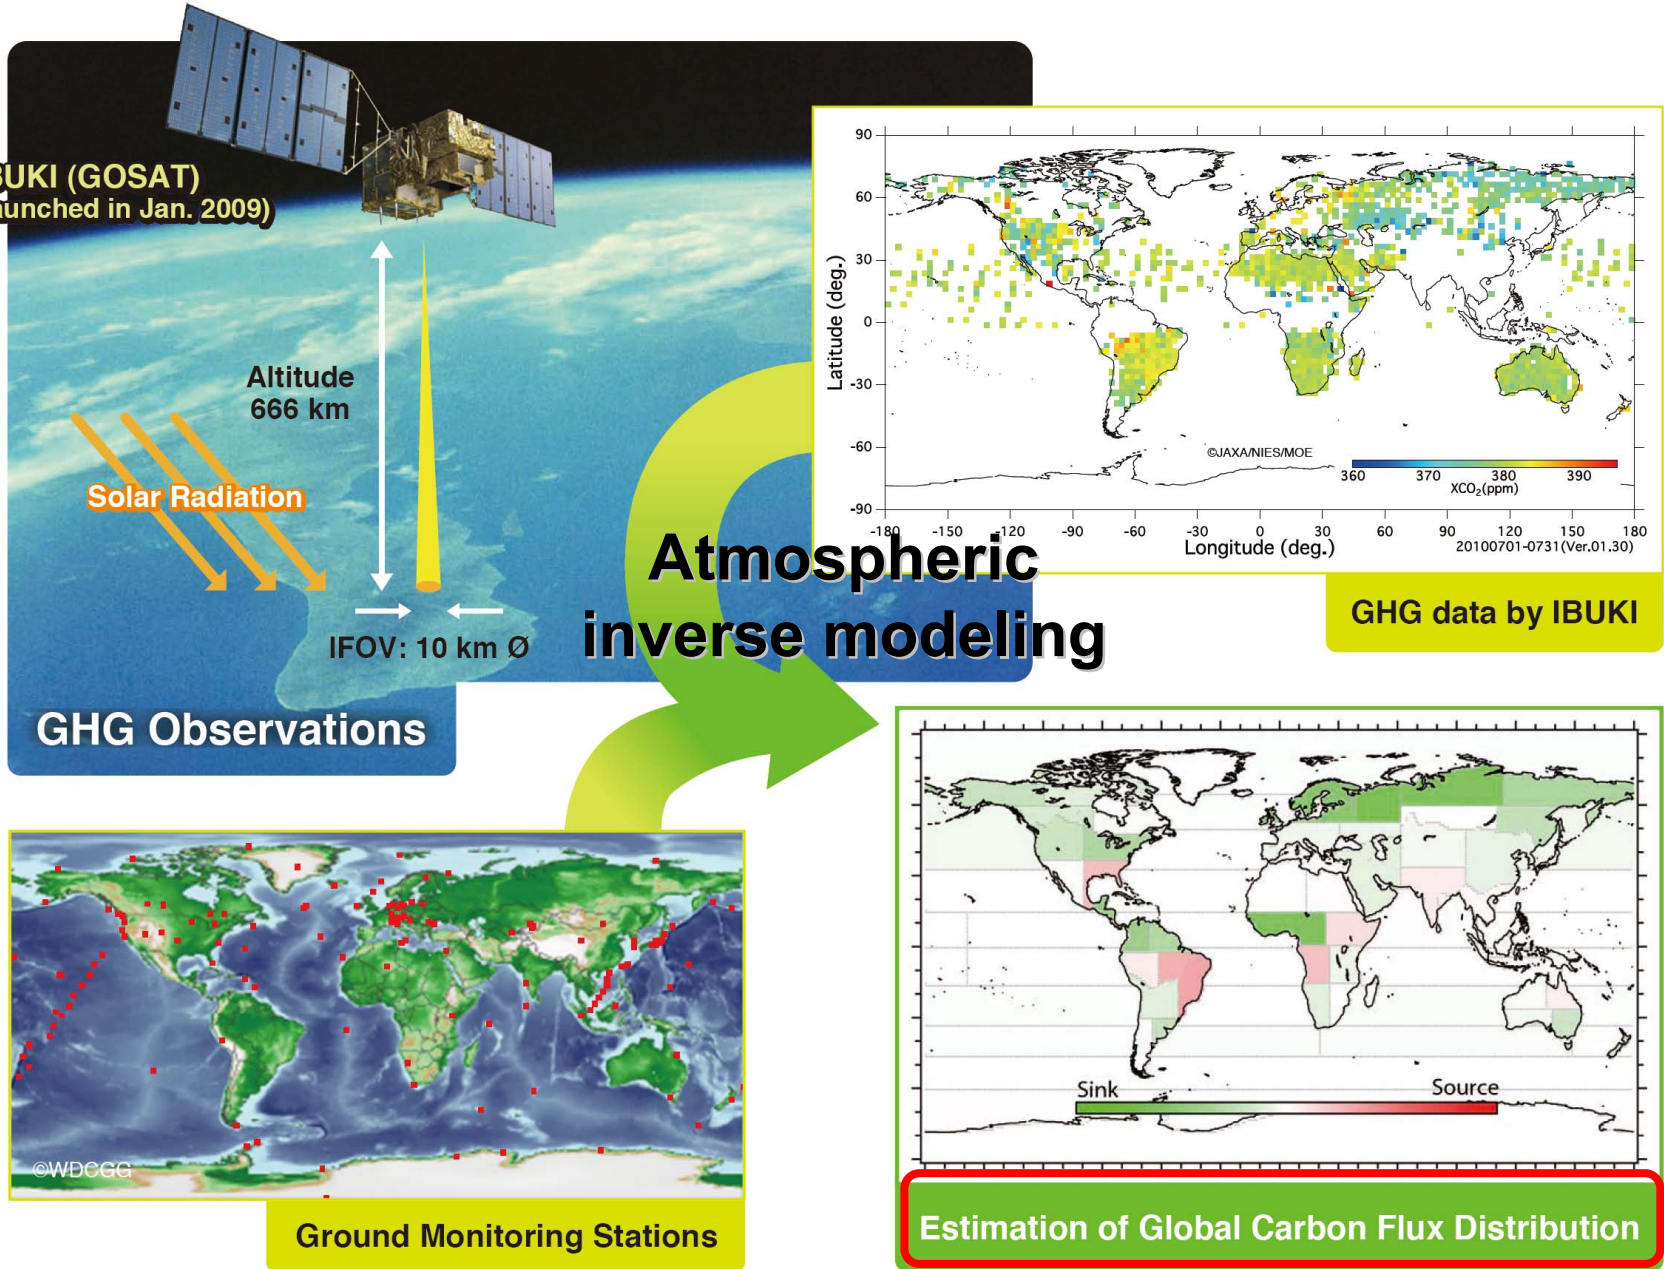 BUKI (GOSAT)
aunched in Jan. 2009)
Altitude
666 km
Solar Radiation
IFOV: 10 km Ø
GHG Observations
90
60
30
0
-30
-60
-90
Latitude (deg.)
-180 -150 -120 -90 -60 -30 0 30 60 90 120 150 180
Longitude (deg.)
©JAXA/NIES/MOE
360 370 380 390
XCO₂(ppm)
20100701-0731(Ver.01.30)
GHG data by IBUKI
Atmospheric
inverse modeling
©WDCGG
Ground Monitoring Stations
Sink Source
Estimation of Global Carbon Flux Distribution